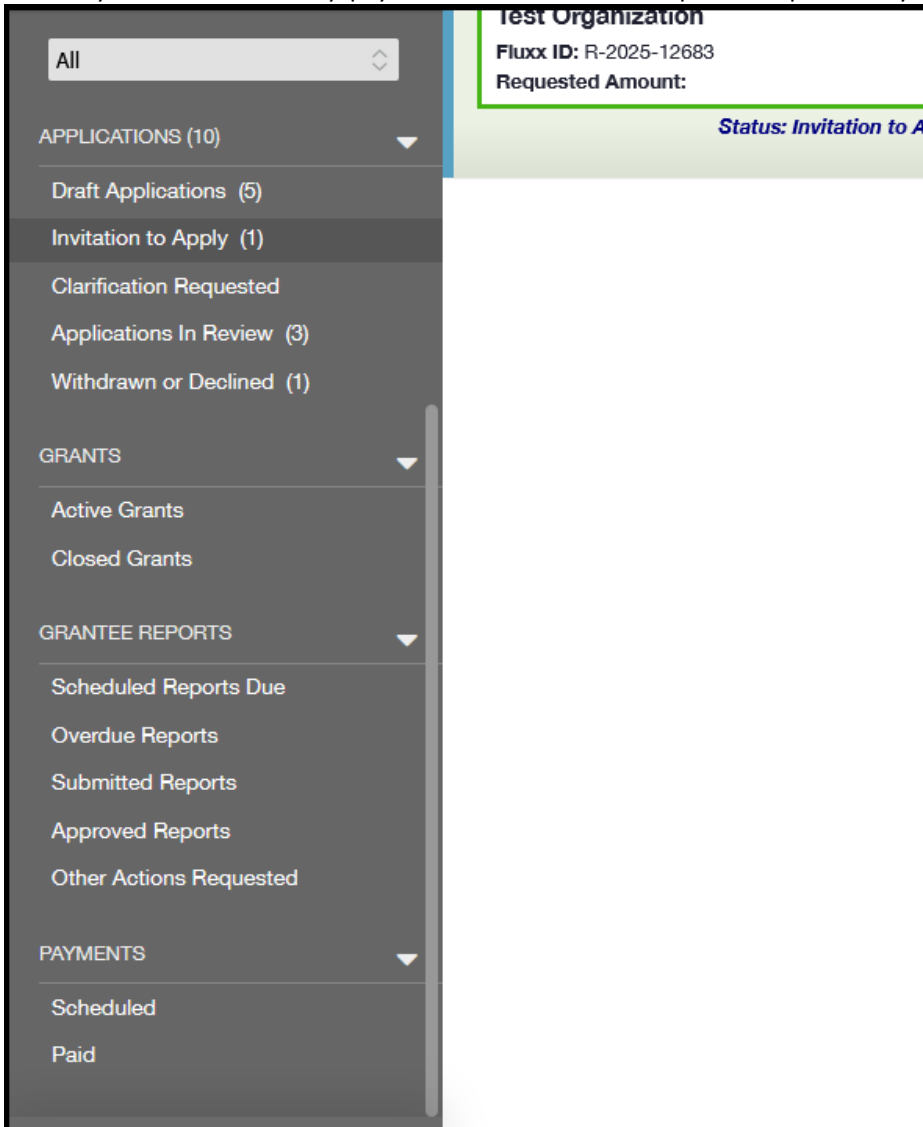 All
APPLICATIONS (10)
Draft Applications (5)
Invitation to Apply (1)
Clarification Requested
Applications In Review (3)
Withdrawn or Declined (1)
GRANTS
Active Grants
Closed Grants
GRANTEE REPORTS
Scheduled Reports Due
Overdue Reports
Submitted Reports
Approved Reports
Other Actions Requested
PAYMENTS
Scheduled
Paid
Test Organization
Fluxx ID: R-2025-12683
Requested Amount:
Status: Invitation to A